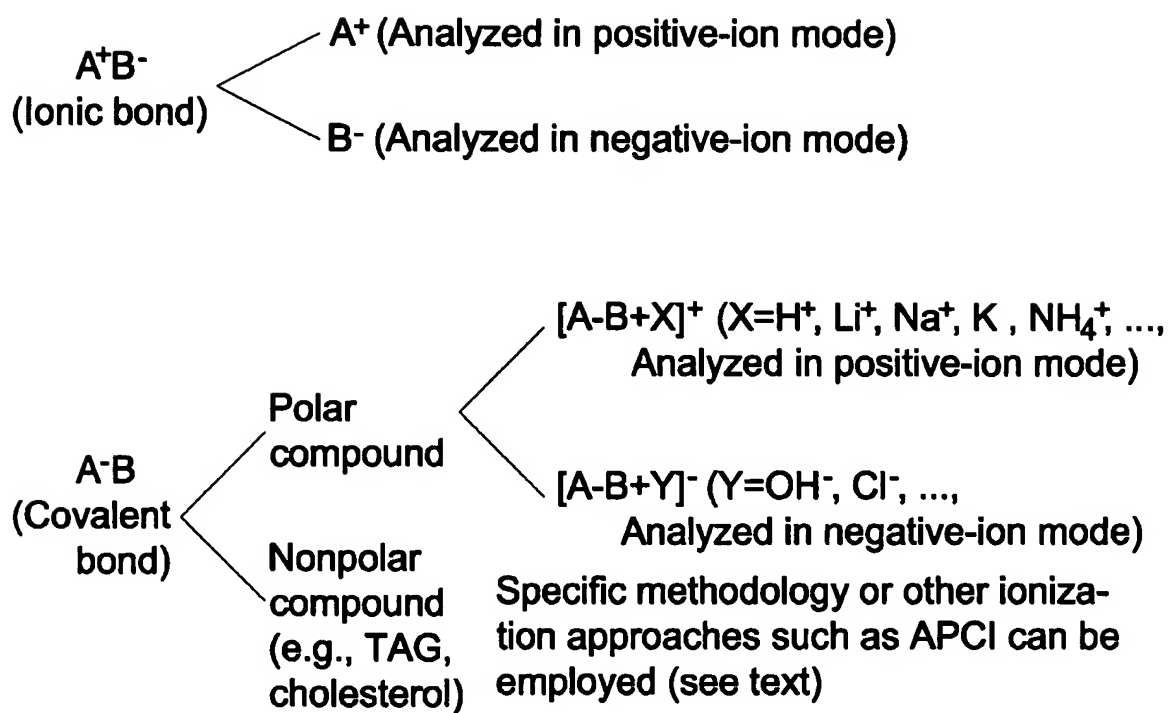 A⁺B⁻
(Ionic bond)
A⁺ (Analyzed in positive-ion mode)
B⁻ (Analyzed in negative-ion mode)
A-B
(Covalent
bond)
Polar
compound
[A-B+X]⁺ (X=H⁺, Li⁺, Na⁺, K , NH₄⁺, ...,
Analyzed in positive-ion mode)
[A-B+Y]⁻ (Y=OH⁻, Cl⁻, ...,
Analyzed in negative-ion mode)
Nonpolar
compound
(e.g., TAG,
cholesterol)
Specific methodology or other ioniza-
tion approaches such as APCI can be
employed (see text)